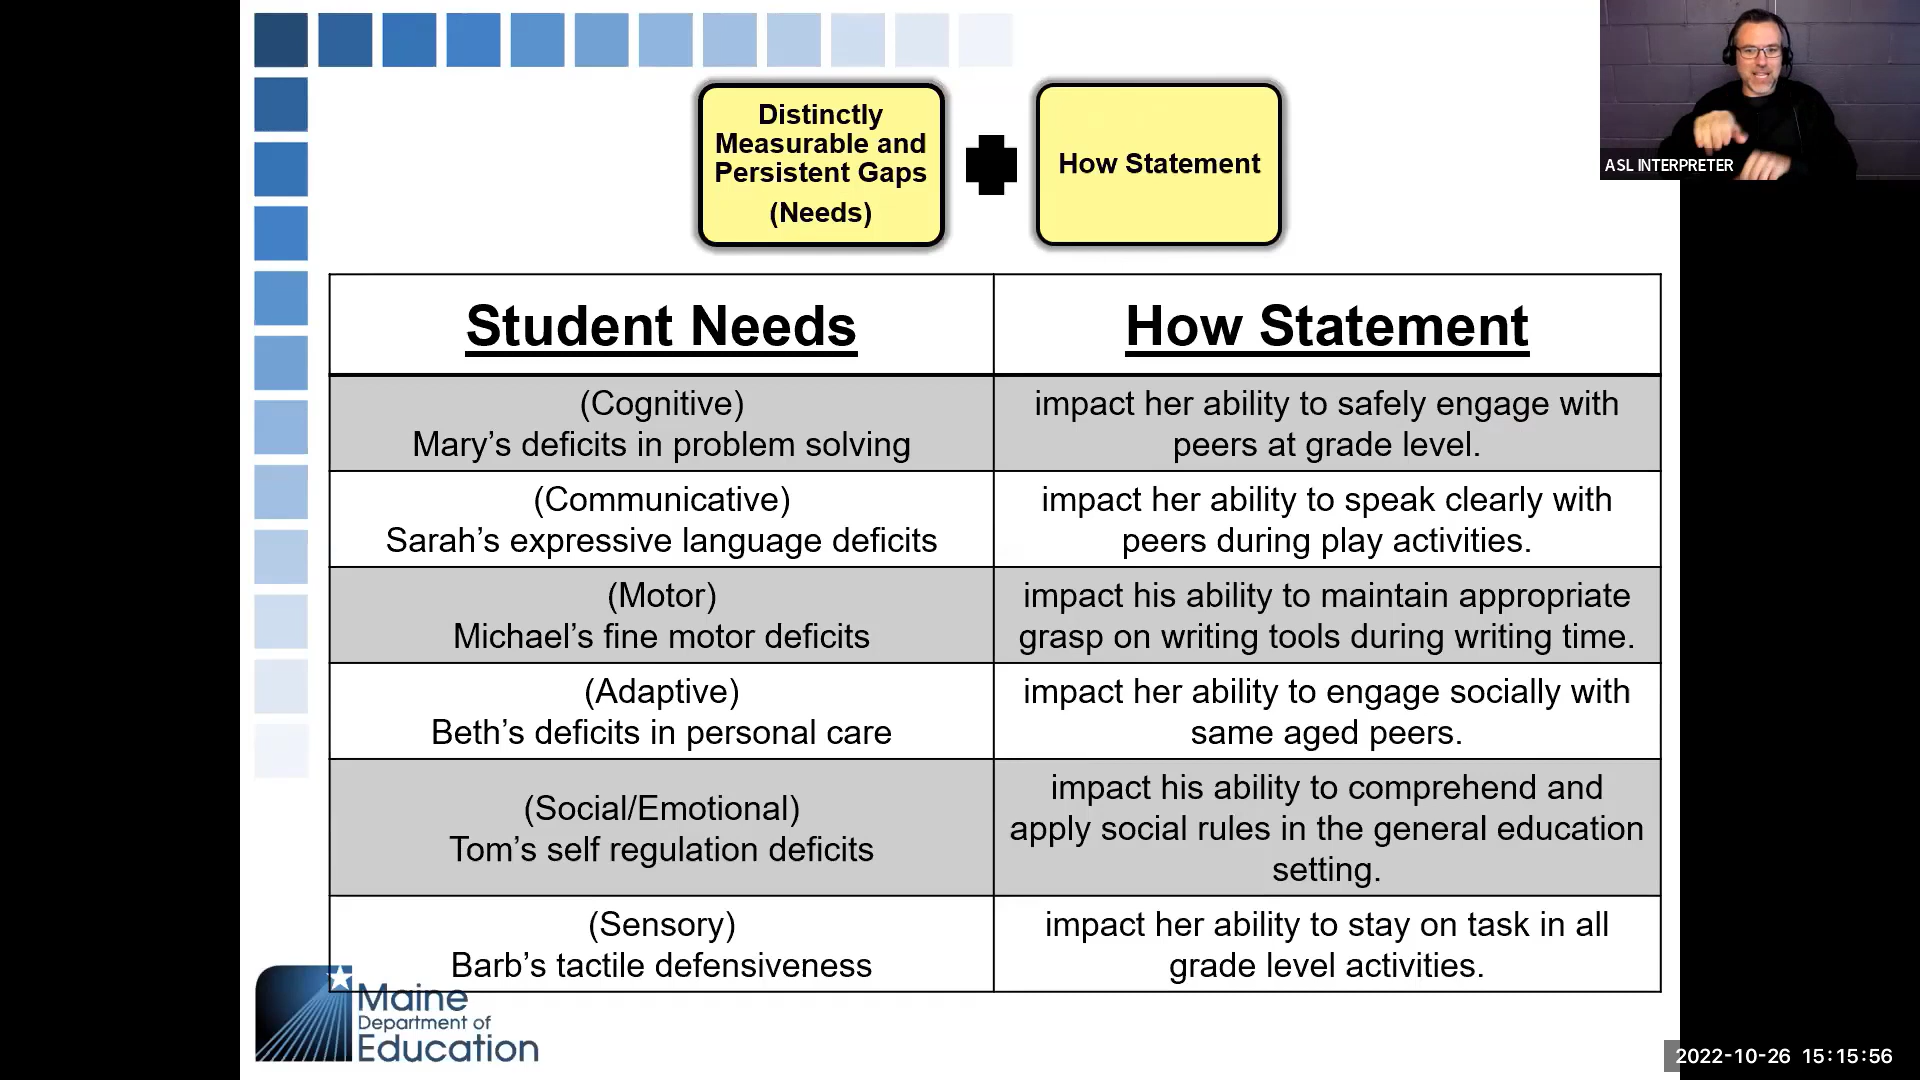 Distinctly
Measurable and
Persistent Gaps
(Needs)
How Statement
ASL INTERPRETER
Student Needs
How Statement
(Cognitive)
Mary’s deficits in problem solving
impact her ability to safely engage with
peers at grade level.
(Communicative)
Sarah’s expressive language deficits
impact her ability to speak clearly with
peers during play activities.
(Motor)
Michael’s fine motor deficits
impact his ability to maintain appropriate
grasp on writing tools during writing time.
(Adaptive)
Beth’s deficits in personal care
impact her ability to engage socially with
same aged peers.
(Social/Emotional)
Tom’s self regulation deficits
impact his ability to comprehend and
apply social rules in the general education
setting.
(Sensory)
Barb’s tactile defensiveness
impact her ability to stay on task in all
grade level activities.
Maine
Department of
Education
2022-10-26 15:15:56